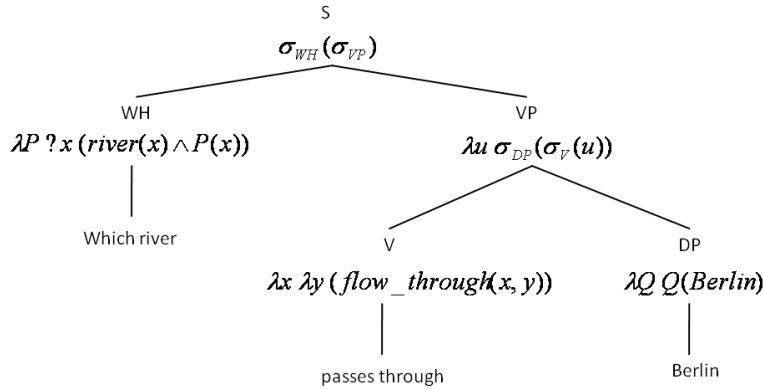 S
σ_WH(σ_VP)
WH VP
λP ?x (river(x) ∧ P(x)) λu σ_DP(σ_V(u))
Which river V DP
λx λy (flow_through(x, y)) λQ Q(Berlin)
passes through Berlin